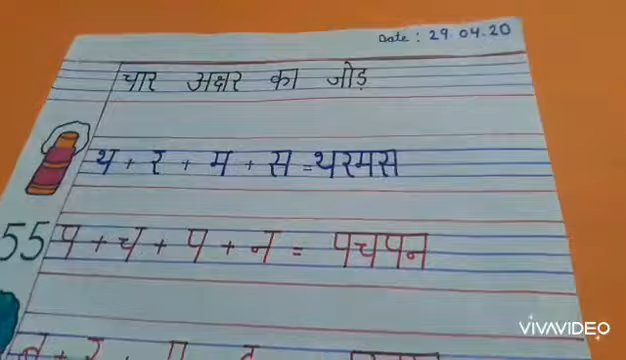 Date : 29.04.20
चार अक्षर का जोड़
थ + र + म + स = थरमस
55 प + च + प + न = पचपन
VIVAVIDEO